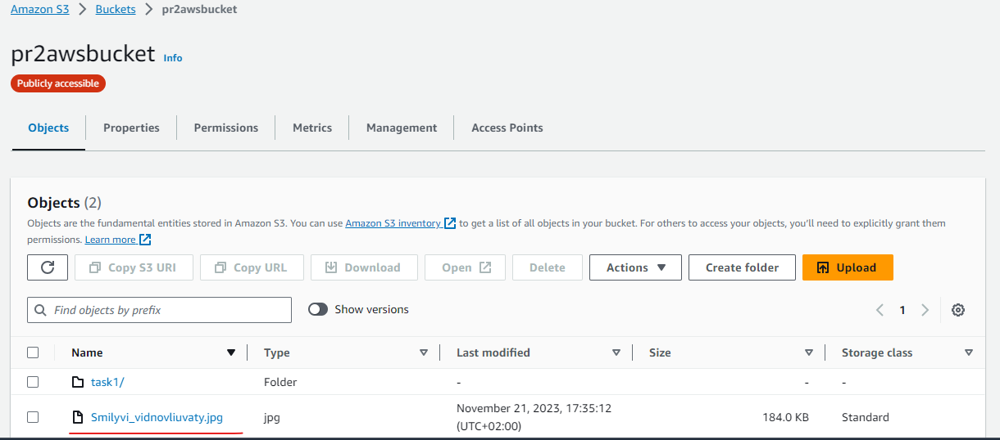 Amazon S3 > Buckets > pr2awsbucket
pr2awsbucket Info
Publicly accessible
Objects Properties Permissions Metrics Management Access Points
Objects (2)
Objects are the fundamental entities stored in Amazon S3. You can use Amazon S3 inventory to get a list of all objects in your bucket. For others to access your objects, you'll need to explicitly grant them
permissions. Learn more
Copy S3 URI Copy URL Download Open Delete Actions Create folder Upload
Find objects by prefix Show versions 1
Name Type Last modified Size Storage class
task1/ Folder - - -
Smilyvi_vidnovliuvaty.jpg jpg November 21, 2023, 17:35:12 (UTC+02:00) 184.0 KB Standard